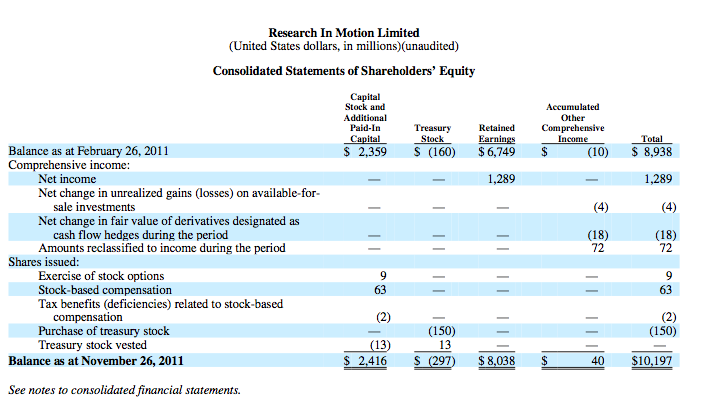 Research In Motion Limited
(United States dollars, in millions)(unaudited)
Consolidated Statements of Shareholders' Equity
Capital
Stock and
Additional
Paid-In
Capital
Treasury
Stock
Retained
Earnings
Accumulated
Other
Comprehensive
Income
Total
Balance as at February 26, 2011 $ 2,359 $ (160) $ 6,749 $ (10) $ 8,938
Comprehensive income:
Net income — — 1,289 — 1,289
Net change in unrealized gains (losses) on available-for-
sale investments — — — (4) (4)
Net change in fair value of derivatives designated as
cash flow hedges during the period — — — (18) (18)
Amounts reclassified to income during the period — — — 72 72
Shares issued:
Exercise of stock options 9 — — — 9
Stock-based compensation 63 — — — 63
Tax benefits (deficiencies) related to stock-based
compensation (2) — — — (2)
Purchase of treasury stock — (150) — — (150)
Treasury stock vested (13) 13 — — —
Balance as at November 26, 2011 $ 2,416 $ (297) $ 8,038 $ 40 $10,197
See notes to consolidated financial statements.